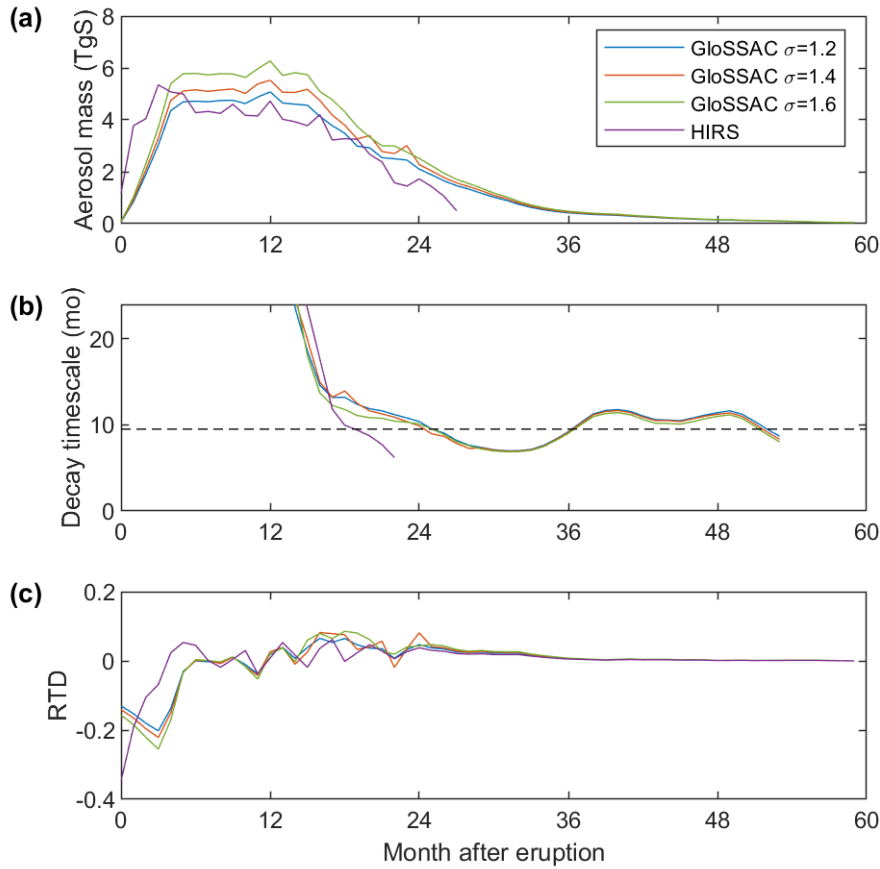 (a)
Aerosol mass (TgS)
8
6
4
2
0
0 12 24 36 48 60
GloSSAC σ=1.2
GloSSAC σ=1.4
GloSSAC σ=1.6
HIRS
(b)
Decay timescale (mo)
20
10
0
0 12 24 36 48 60
(c)
RTD
0.2
0
-0.2
-0.4
0 12 24 36 48 60
Month after eruption